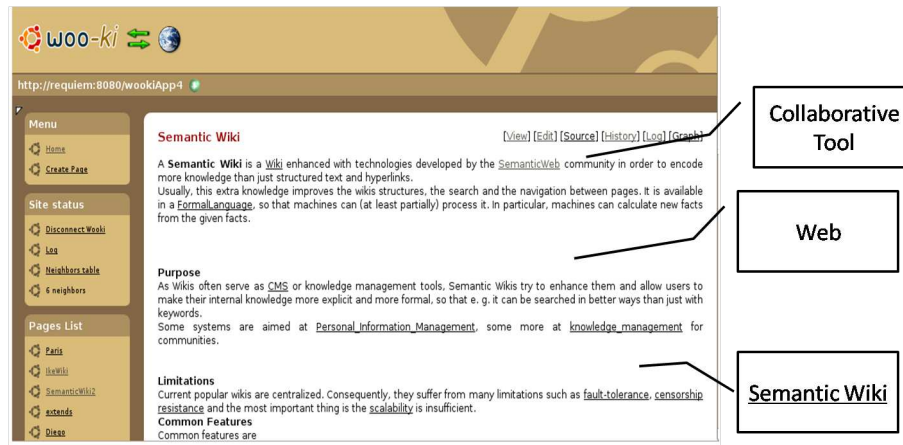 woo-ki
http://requiem:8080/wookiApp4
Menu
Home
Create Page
Site status
Disconnect Wooki
Log
Neighbors table
6 neighbors
Pages List
Paris
IkeWiki
SemanticWiki2
extends
Diego
Semantic Wiki
[View] [Edit] [Source] [History] [Log] [Graph]
A Semantic Wiki is a Wiki enhanced with technologies developed by the SemanticWeb community in order to encode
more knowledge than just structured text and hyperlinks.
Usually, this extra knowledge improves the wikis structures, the search and the navigation between pages. It is available
in a FormalLanguage, so that machines can (at least partially) process it. In particular, machines can calculate new facts
from the given facts.
Purpose
As Wikis often serve as CMS or knowledge management tools, Semantic Wikis try to enhance them and allow users to
make their internal knowledge more explicit and more formal, so that e. g. it can be searched in better ways than just with
keywords.
Some systems are aimed at Personal_Information_Management, some more at knowledge_management for
communities.
Limitations
Current popular wikis are centralized. Consequently, they suffer from many limitations such as fault-tolerance, censorship
resistance and the most important thing is the scalability is insufficient.
Common Features
Common features are
Collaborative
Tool
Web
Semantic Wiki